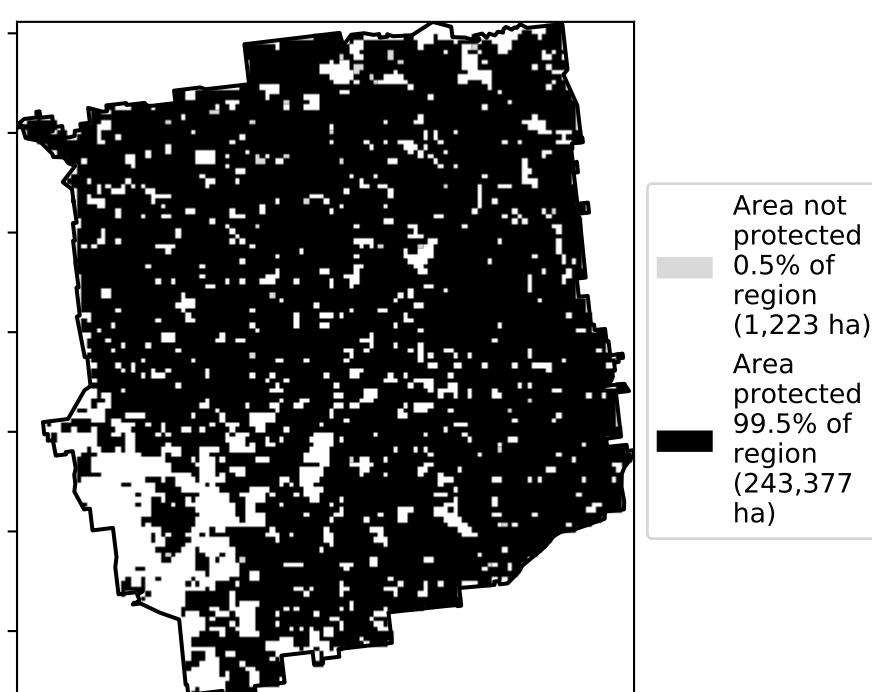 Area not
protected
0.5% of
region
(1,223 ha)
Area
protected
99.5% of
region
(243,377
ha)